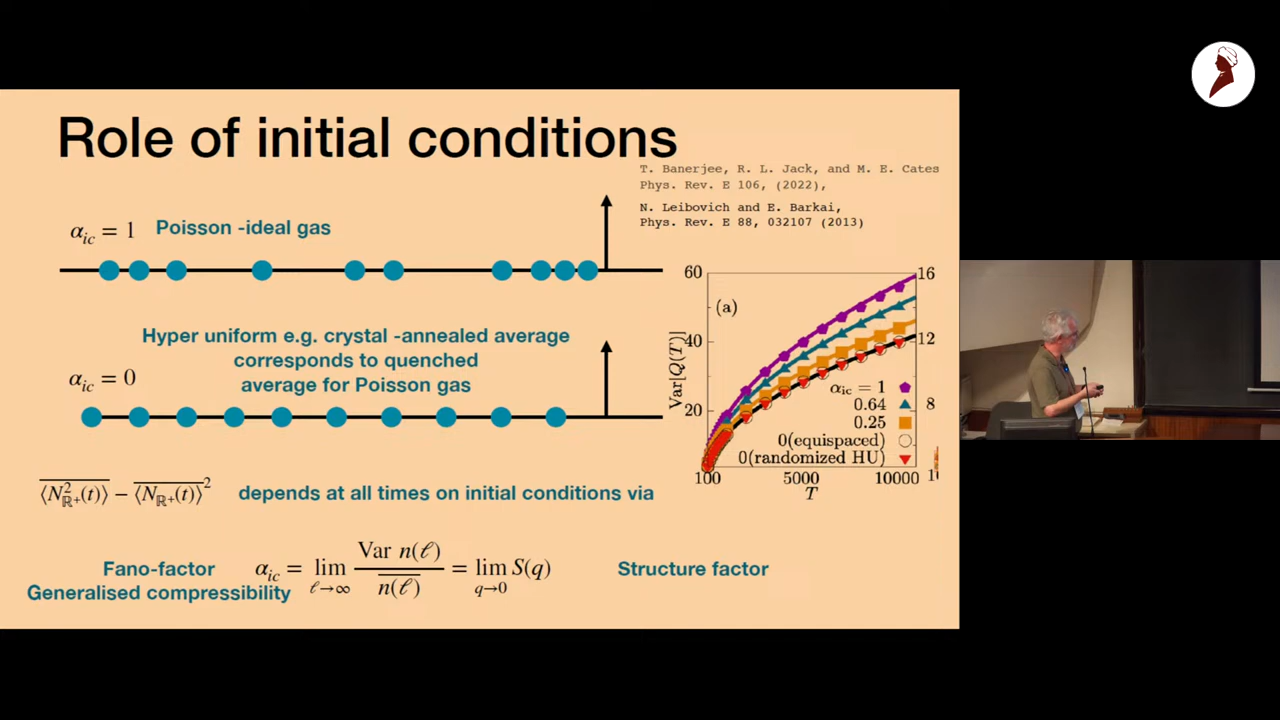 Role of initial conditions
T. Banerjee, R. L. Jack, and M. E. Cates
Phys. Rev. E 106, (2022),
N. Leibovich and E. Barkai,
Phys. Rev. E 88, 032107 (2013)
α_ic = 1 Poisson -ideal gas
Hyper uniform e.g. crystal -annealed average
corresponds to quenched
average for Poisson gas
α_ic = 0
60
40
20
(a)
Var[Q(T)]
16
12
8
α_ic = 1
0.64
0.25
0(equispaced)
0(randomized HU)
100 5000 10000
T
\overline{⟨N²_{ℝ⁺}(t)⟩} − \overline{⟨N_{ℝ⁺}(t)⟩}² depends at all times on initial conditions via
Fano-factor
Generalised compressibility
α_ic = lim_{ℓ→∞} Var n(ℓ) / \overline{n(ℓ)} = lim_{q→0} S(q)
Structure factor